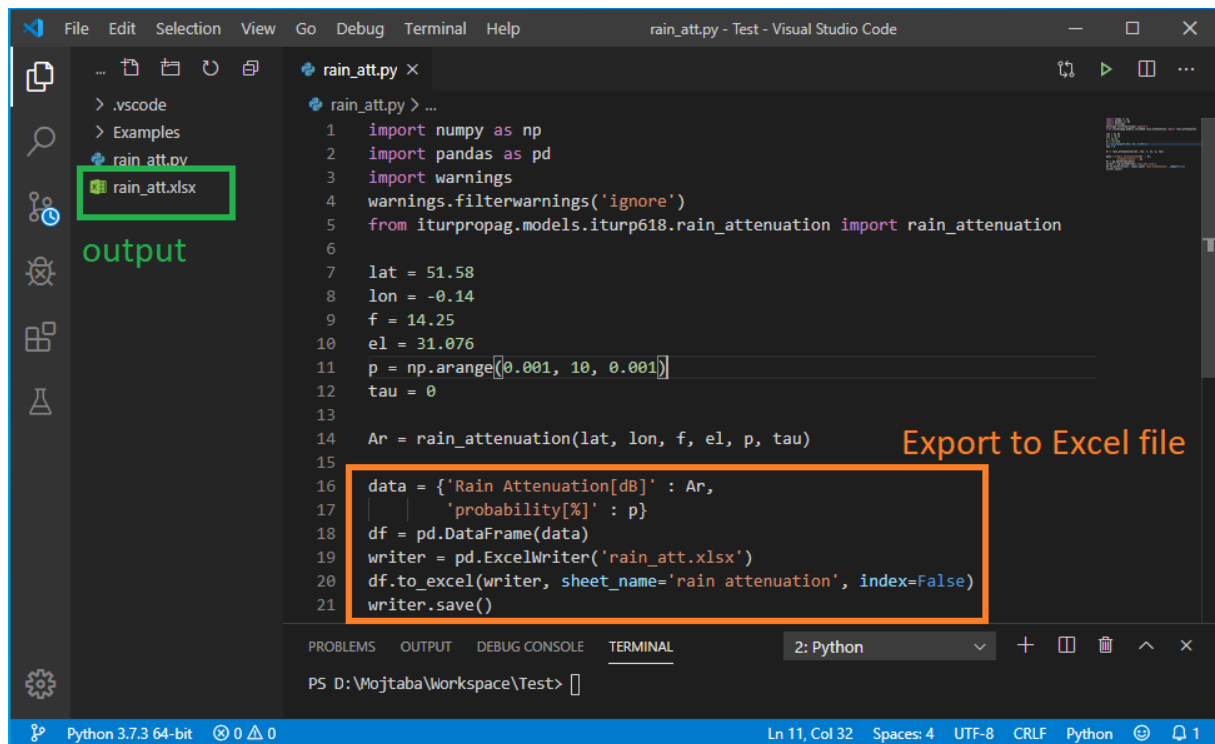 File Edit Selection View Go Debug Terminal Help rain_att.py - Test - Visual Studio Code
... rain_att.py ×
> .vscode
> Examples
rain_att.py
rain_att.xlsx
output
rain_att.py > ...
1 import numpy as np
2 import pandas as pd
3 import warnings
4 warnings.filterwarnings('ignore')
5 from iturpropag.models.iturp618.rain_attenuation import rain_attenuation
6
7 lat = 51.58
8 lon = -0.14
9 f = 14.25
10 el = 31.076
11 p = np.arange(0.001, 10, 0.001)
12 tau = 0
13
14 Ar = rain_attenuation(lat, lon, f, el, p, tau)
Export to Excel file
15
16 data = {'Rain Attenuation[dB]' : Ar,
17 'probability[%]' : p}
18 df = pd.DataFrame(data)
19 writer = pd.ExcelWriter('rain_att.xlsx')
20 df.to_excel(writer, sheet_name='rain attenuation', index=False)
21 writer.save()
PROBLEMS OUTPUT DEBUG CONSOLE TERMINAL 2: Python
PS D:\Mojtaba\Workspace\Test>
Python 3.7.3 64-bit 0 0 Ln 11, Col 32 Spaces: 4 UTF-8 CRLF Python 1